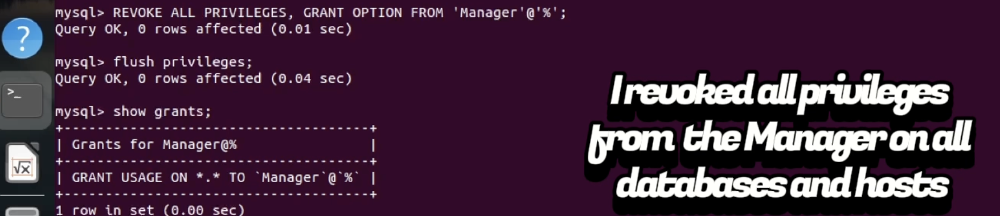 mysql> REVOKE ALL PRIVILEGES, GRANT OPTION FROM 'Manager'@'%';
Query OK, 0 rows affected (0.01 sec)
mysql> flush privileges;
Query OK, 0 rows affected (0.04 sec)
mysql> show grants;
+--------------------------------------+
| Grants for Manager@%                 |
+--------------------------------------+
| GRANT USAGE ON *.* TO `Manager`@`%` |
+--------------------------------------+
1 row in set (0.00 sec)
I revoked all privileges
from the Manager on all
databases and hosts
?
>_
√x